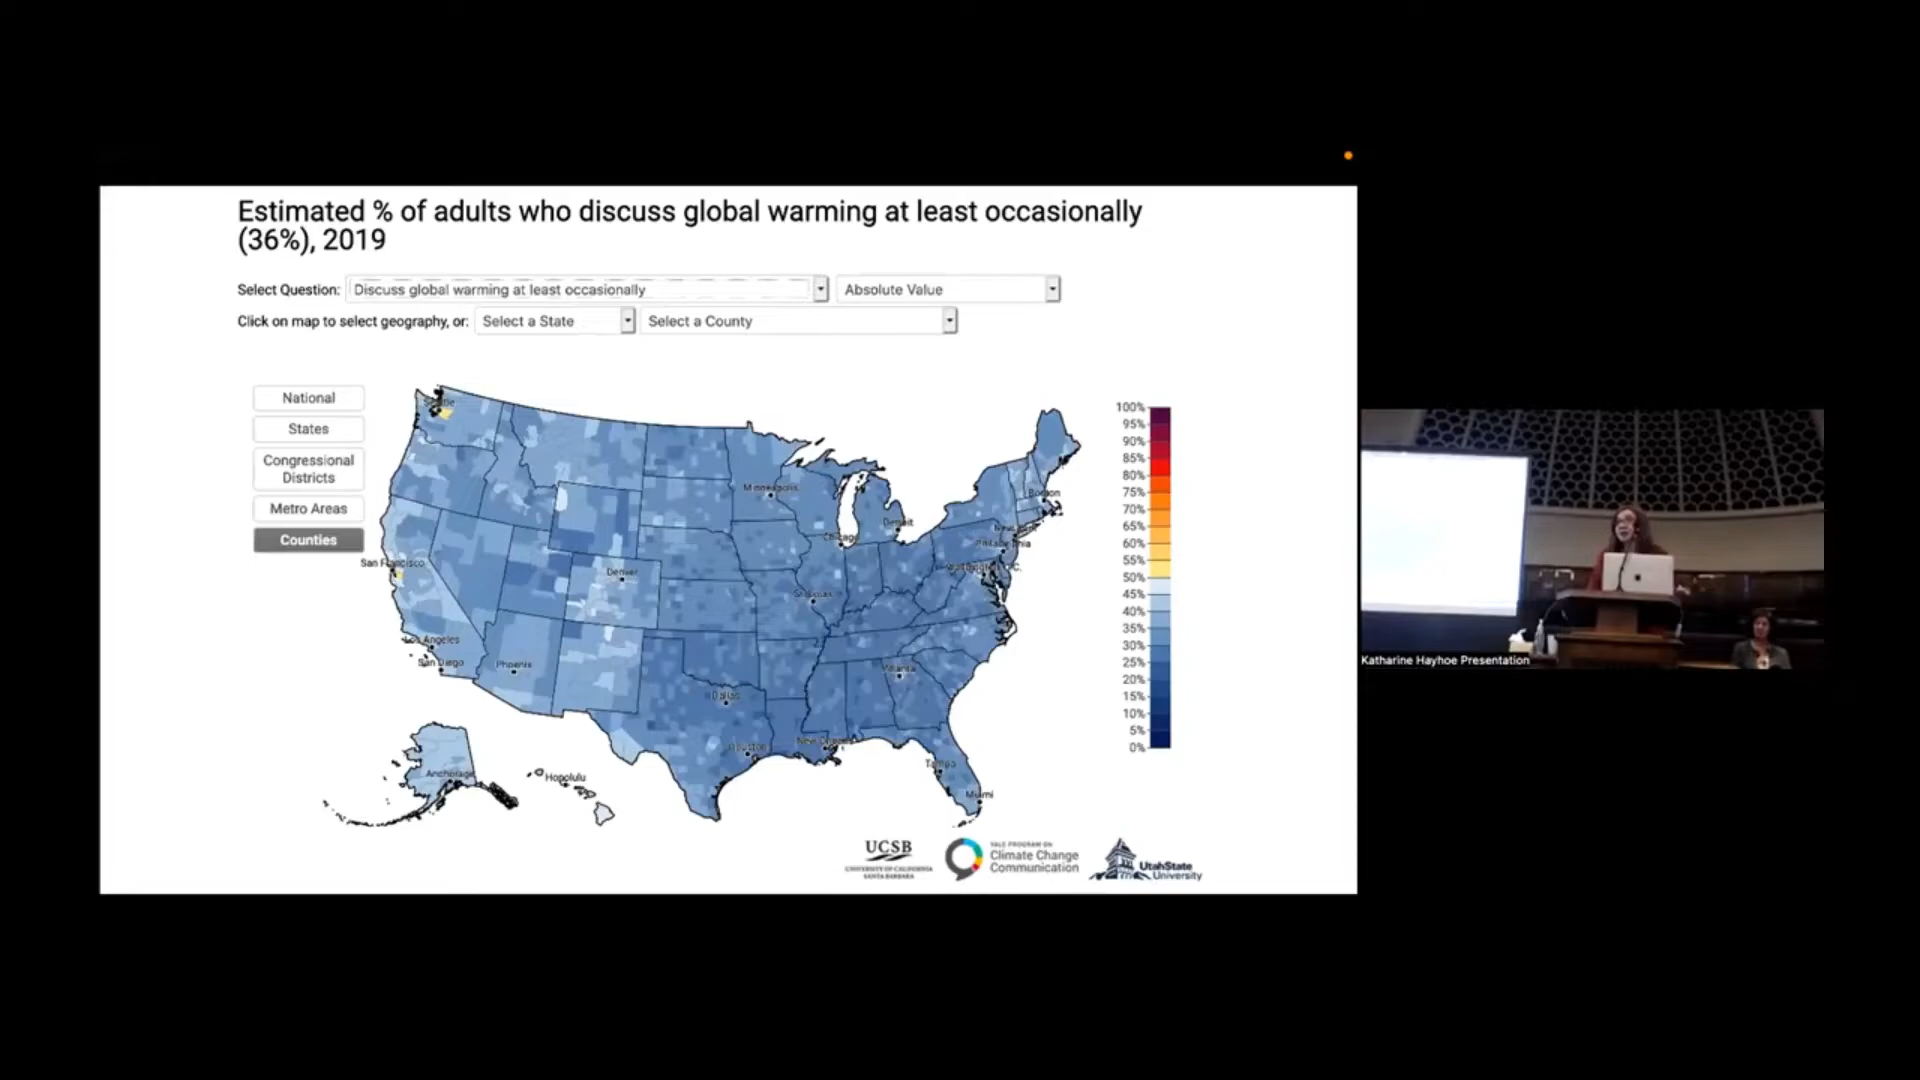 Estimated % of adults who discuss global warming at least occasionally
(36%), 2019
Select Question: Discuss global warming at least occasionally Absolute Value
Click on map to select geography, or: Select a State Select a County
National
States
Congressional
Districts
Metro Areas
Counties
Seattle
Minneapolis
Boston
Detroit
New York
Chicago
Philadelphia
San Francisco
Washington D.C.
Denver
St. Louis
Los Angeles
San Diego
Phoenix
Atlanta
Dallas
Houston
New Orleans
Tampa
Anchorage
Honolulu
Miami
100%
95%
90%
85%
80%
75%
70%
65%
60%
55%
50%
45%
40%
35%
30%
25%
20%
15%
10%
5%
0%
UCSB
UNIVERSITY OF CALIFORNIA
SANTA BARBARA
YALE PROGRAM ON
Climate Change
Communication
UtahState
University
Katharine Hayhoe Presentation